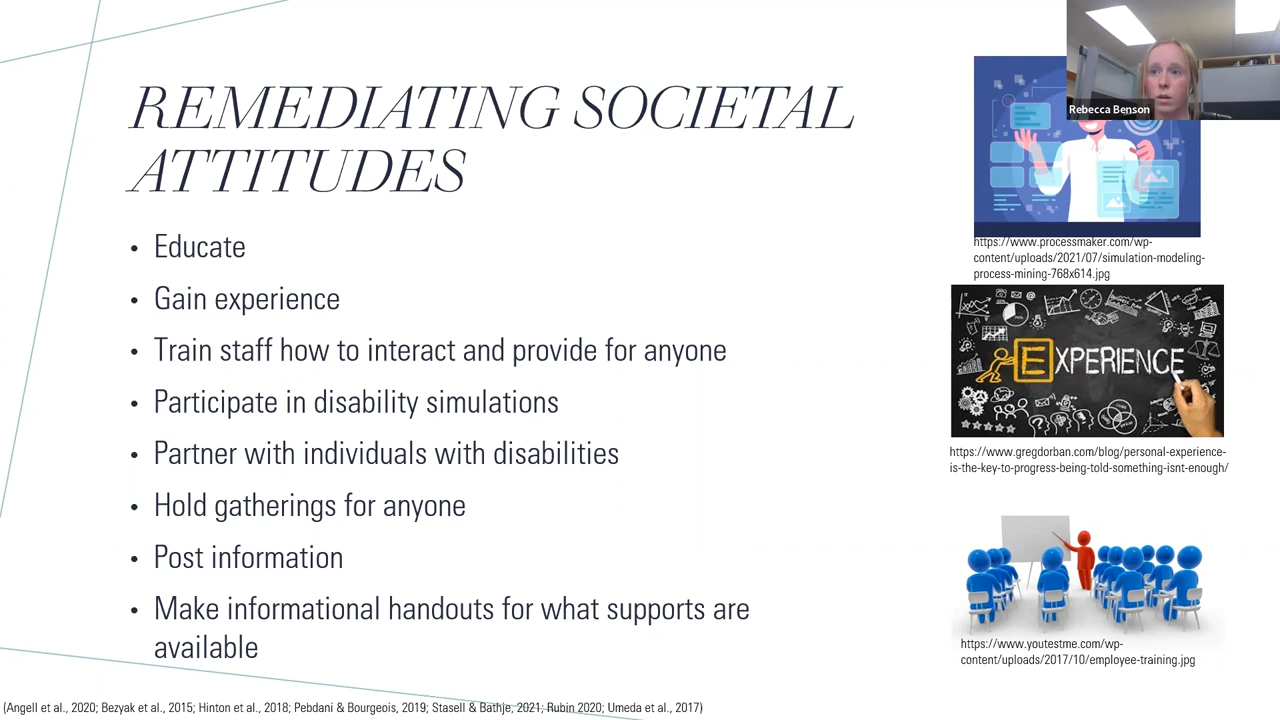 REMEDIATING SOCIETAL
ATTITUDES
• Educate
• Gain experience
• Train staff how to interact and provide for anyone
• Participate in disability simulations
• Partner with individuals with disabilities
• Hold gatherings for anyone
• Post information
• Make informational handouts for what supports are
available
(Angell et al., 2020; Bezyak et al., 2015; Hinton et al., 2018; Pebdani & Bourgeois, 2019; Stasell & Bathje, 2021; Rubin 2020; Umeda et al., 2017)
Rebecca Benson
https://www.processmaker.com/wp-
content/uploads/2021/07/simulation-modeling-
process-mining-768x614.jpg
EXPERIENCE
https://www.gregdorban.com/blog/personal-experience-
is-the-key-to-progress-being-told-something-isnt-enough/
https://www.youtestme.com/wp-
content/uploads/2017/10/employee-training.jpg